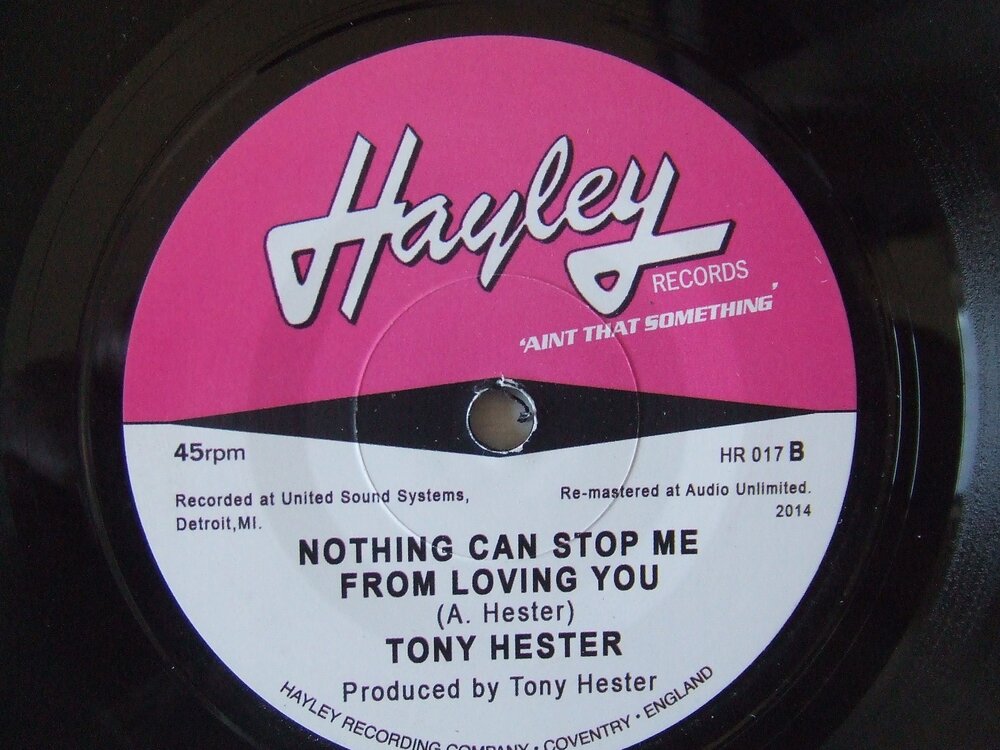 Hayley
RECORDS
'AINT THAT SOMETHING'
45rpm
HR 017 B
Recorded at United Sound Systems,
Detroit,MI.
Re-mastered at Audio Unlimited.
2014
NOTHING CAN STOP ME
FROM LOVING YOU
(A. Hester)
TONY HESTER
Produced by Tony Hester
HAYLEY RECORDING COMPANY • COVENTRY • ENGLAND